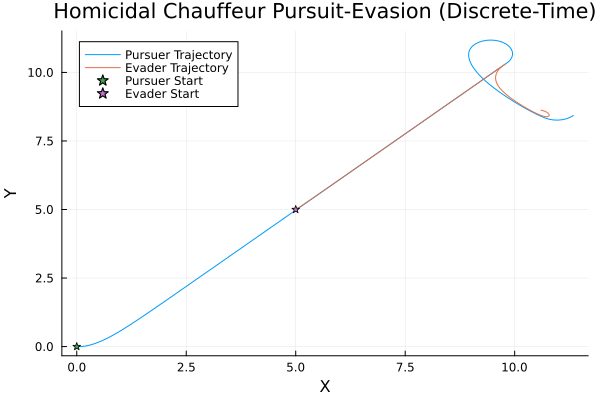 Homicidal Chauffeur Pursuit-Evasion (Discrete-Time)
Pursuer Trajectory
Evader Trajectory
Pursuer Start
Evader Start
10.0
7.5
5.0
2.5
0.0
Y
0.0 2.5 5.0 7.5 10.0
X